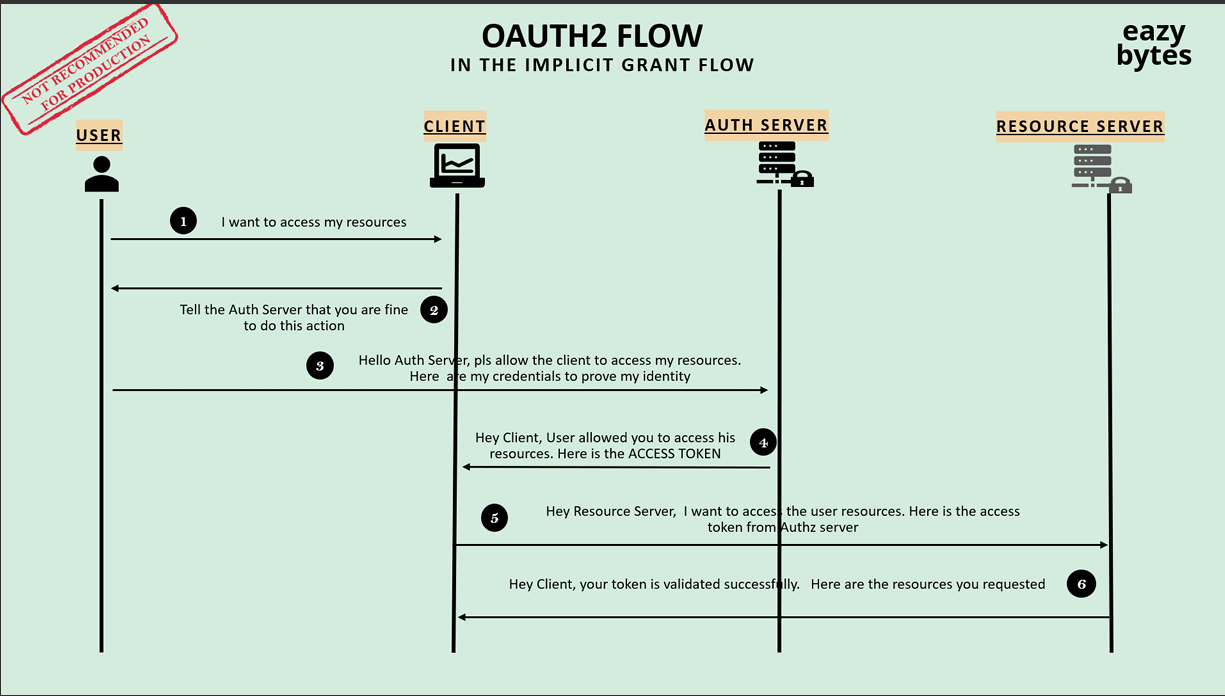 NOT RECOMMENDED
FOR PRODUCTION
OAUTH2 FLOW
IN THE IMPLICIT GRANT FLOW
eazy
bytes
USER
CLIENT
AUTH SERVER
RESOURCE SERVER
1 I want to access my resources
Tell the Auth Server that you are fine 2
to do this action
3 Hello Auth Server, pls allow the client to access my resources.
Here are my credentials to prove my identity
Hey Client, User allowed you to access his 4
resources. Here is the ACCESS TOKEN
5 Hey Resource Server, I want to access the user resources. Here is the access
token from Authz server
Hey Client, your token is validated successfully. Here are the resources you requested 6